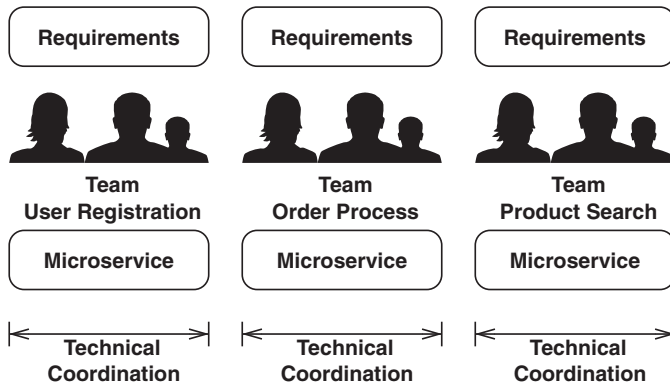 Requirements
Requirements
Requirements
Team
User Registration
Team
Order Process
Team
Product Search
Microservice
Microservice
Microservice
Technical
Coordination
Technical
Coordination
Technical
Coordination